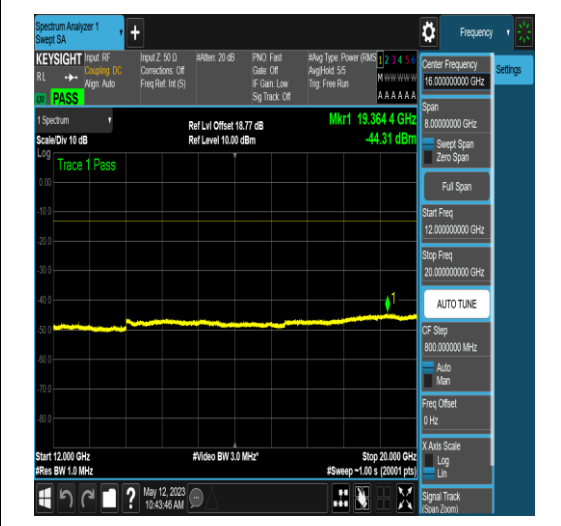 Spectrum Analyzer 1
Swept SA
+
Frequency
KEYSIGHT
Input: RF
Coupling: DC
Align: Auto
Input Z: 50 Ω
Corrections: Off
Freq Ref: Int (S)
#Atten: 20 dB
PNO: Fast
Gate: Off
IF Gain: Low
Sig Track: Off
#Avg Type: Power (RMS
Avg|Hold: 5/5
Trig: Free Run
1 2 3 4 5 6
M W W W W W
A A A A A A
RL
PASS
Center Frequency
16.000000000 GHz
Settings
Span
8.00000000 GHz
Swept Span
Zero Span
Full Span
Start Freq
12.000000000 GHz
Stop Freq
20.000000000 GHz
AUTO TUNE
CF Step
800.000000 MHz
Auto
Man
Freq Offset
0 Hz
X Axis Scale
Log
Lin
Signal Track
(Span Zoom)
1 Spectrum
Scale/Div 10 dB
Ref Lvl Offset 18.77 dB
Ref Level 10.00 dBm
Mkr1 19.364 4 GHz
-44.31 dBm
Log
Trace 1 Pass
0.00
-10.0
-20.0
-30.0
-40.0
1
-50.0
-60.0
-70.0
-80.0
Start 12.000 GHz
#Res BW 1.0 MHz
#Video BW 3.0 MHz*
Stop 20.000 GHz
#Sweep ~1.00 s (20001 pts)
?
May 12, 2023
10:43:46 AM